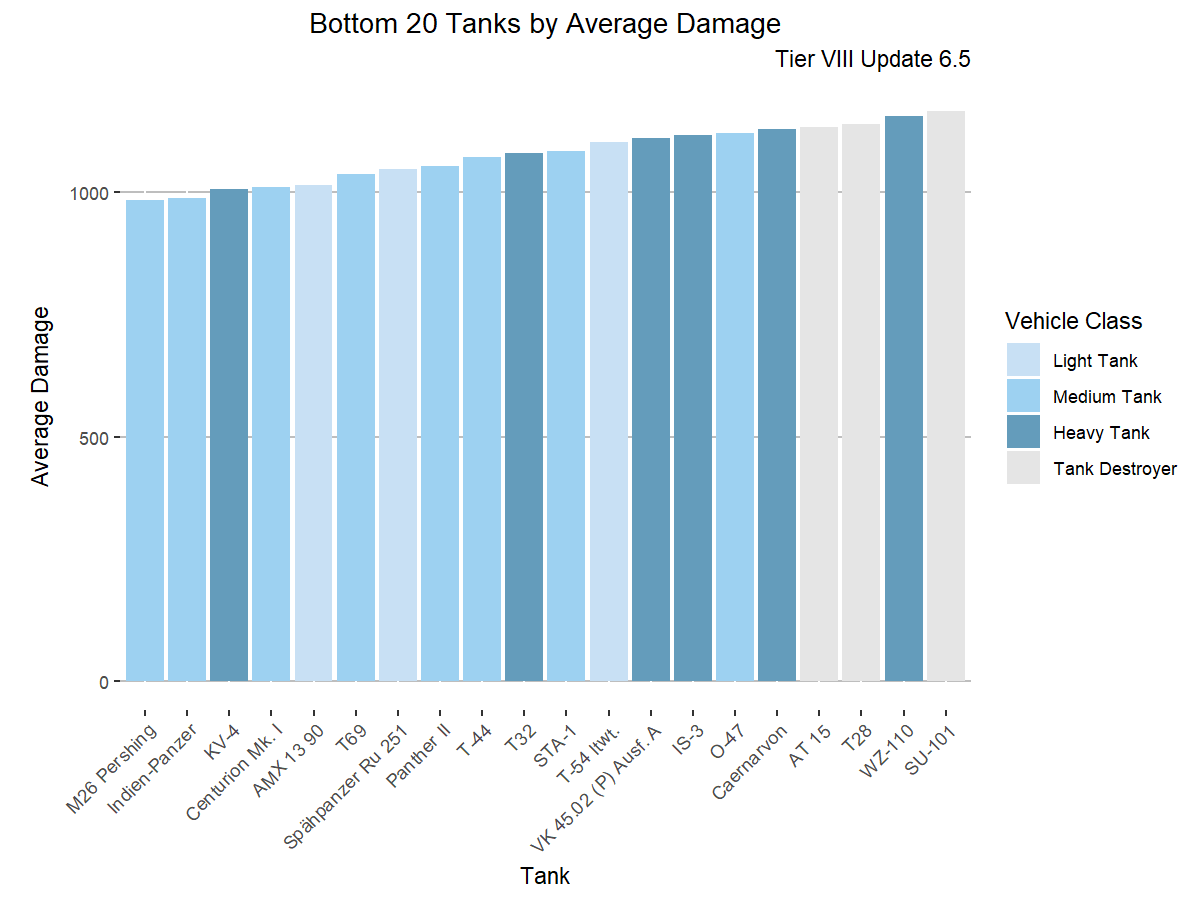 Bottom 20 Tanks by Average Damage
Tier VIII Update 6.5
Average Damage
1000
500
0
M26 Pershing
Indien-Panzer
KV-4
Centurion Mk. I
AMX 13 90
T69
Spähpanzer Ru 251
Panther II
T-44
T32
STA-1
T-54 ltwt.
VK 45.02 (P) Ausf. A
IS-3
O-47
Caernarvon
AT 15
T28
WZ-110
SU-101
Tank
Vehicle Class
Light Tank
Medium Tank
Heavy Tank
Tank Destroyer